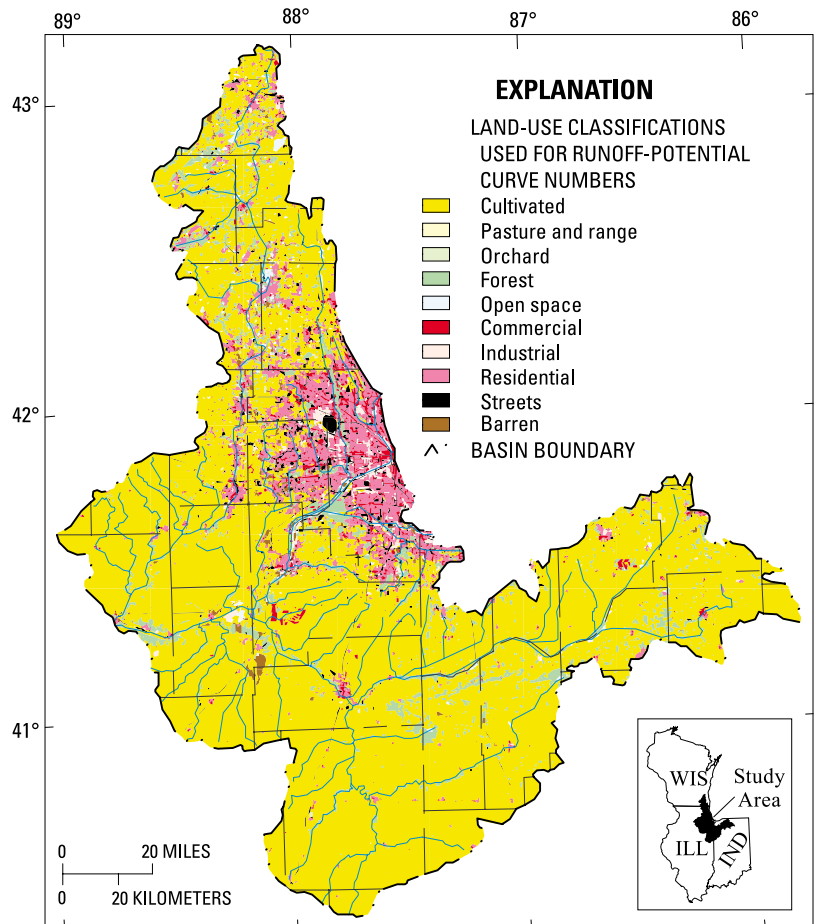 89° 88° 87° 86°
43°
42°
41°
EXPLANATION
LAND-USE CLASSIFICATIONS
USED FOR RUNOFF-POTENTIAL
CURVE NUMBERS
Cultivated
Pasture and range
Orchard
Forest
Open space
Commercial
Industrial
Residential
Streets
Barren
BASIN BOUNDARY
0 20 MILES
0 20 KILOMETERS
WIS
Study
Area
ILL
IND